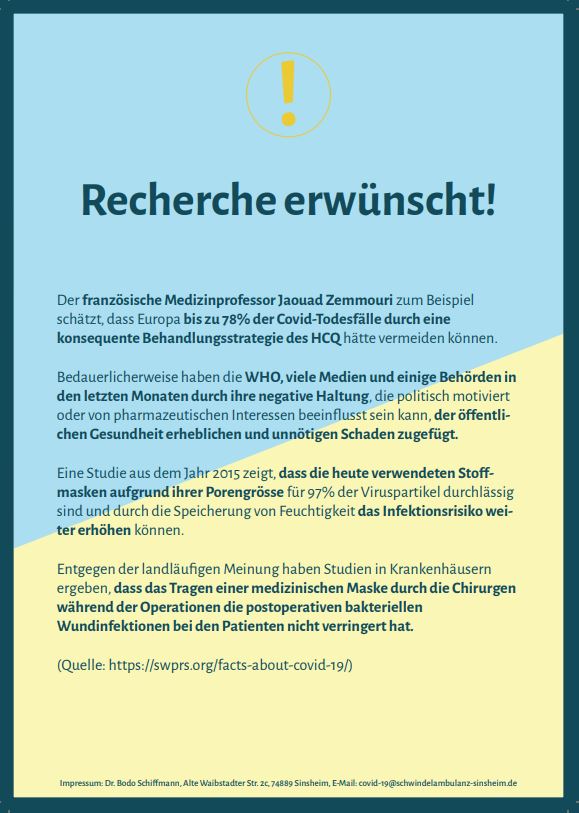 !
Recherche erwünscht!
Der französische Medizinprofessor Jaouad Zemmouri zum Beispiel
schätzt, dass Europa bis zu 78% der Covid-Todesfälle durch eine
konsequente Behandlungsstrategie des HCQ hätte vermeiden können.
Bedauerlicherweise haben die WHO, viele Medien und einige Behörden in
den letzten Monaten durch ihre negative Haltung, die politisch motiviert
oder von pharmazeutischen Interessen beeinflusst sein kann, der öffentli-
chen Gesundheit erheblichen und unnötigen Schaden zugefügt.
Eine Studie aus dem Jahr 2015 zeigt, dass die heute verwendeten Stoff-
masken aufgrund ihrer Porengrösse für 97% der Viruspartikel durchlässig
sind und durch die Speicherung von Feuchtigkeit das Infektionsrisiko wei-
ter erhöhen können.
Entgegen der landläufigen Meinung haben Studien in Krankenhäusern
ergeben, dass das Tragen einer medizinischen Maske durch die Chirurgen
während der Operationen die postoperativen bakteriellen
Wundinfektionen bei den Patienten nicht verringert hat.
(Quelle: https://swprs.org/facts-about-covid-19/)
Impressum: Dr. Bodo Schiffmann, Alte Waibstadter Str. 2c, 74889 Sinsheim, E-Mail: covid-19@schwindelambulanz-sinsheim.de